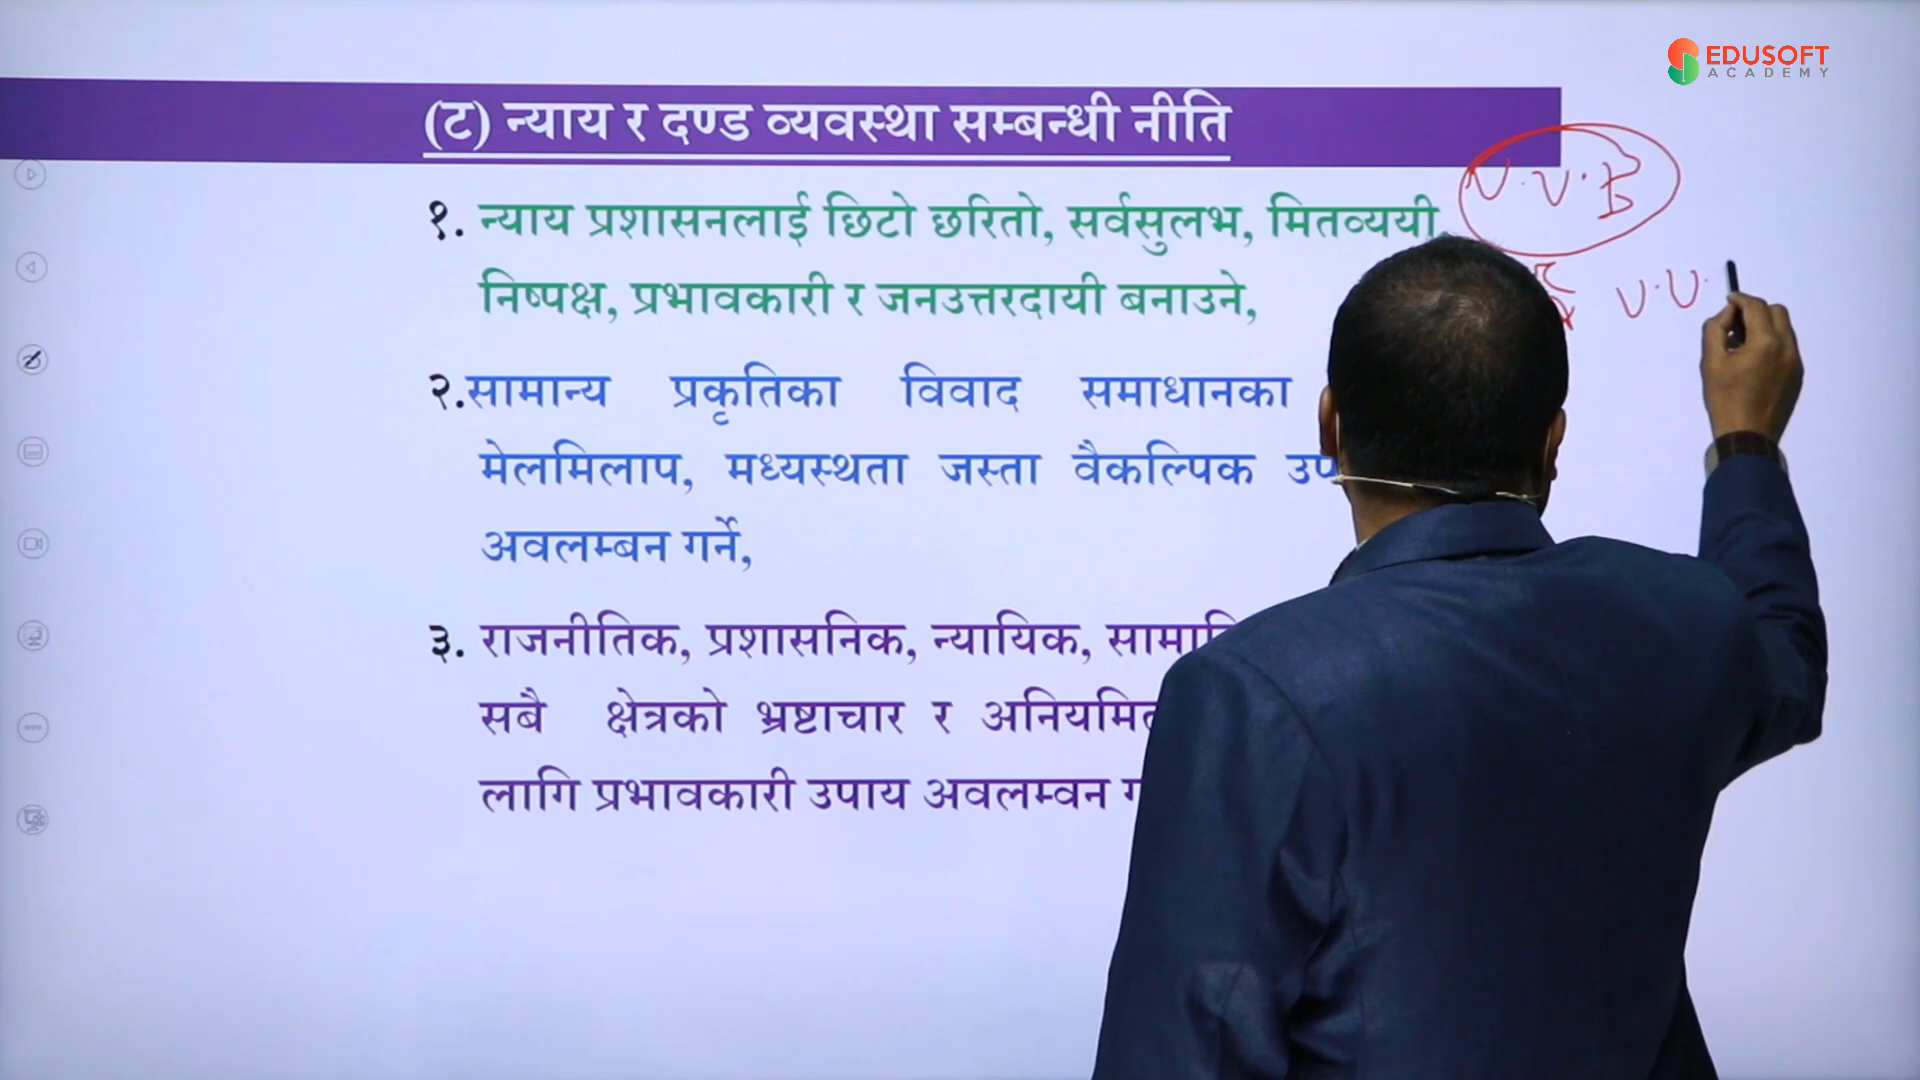 EDUSOFT
ACADEMY
(ट) न्याय र दण्ड व्यवस्था सम्बन्धी नीति
V.V.B
१. न्याय प्रशासनलाई छिटो छरितो, सर्वसुलभ, मितव्ययी,
निष्पक्ष, प्रभावकारी र जनउत्तरदायी बनाउने,
V.V.
२.सामान्य प्रकृतिका विवाद समाधानका
मेलमिलाप, मध्यस्थता जस्ता वैकल्पिक
अवलम्बन गर्ने,
३. राजनीतिक, प्रशासनिक, न्यायिक,
सबै क्षेत्रको भ्रष्टाचार र
लागि प्रभावकारी उपाय अवलम्वन